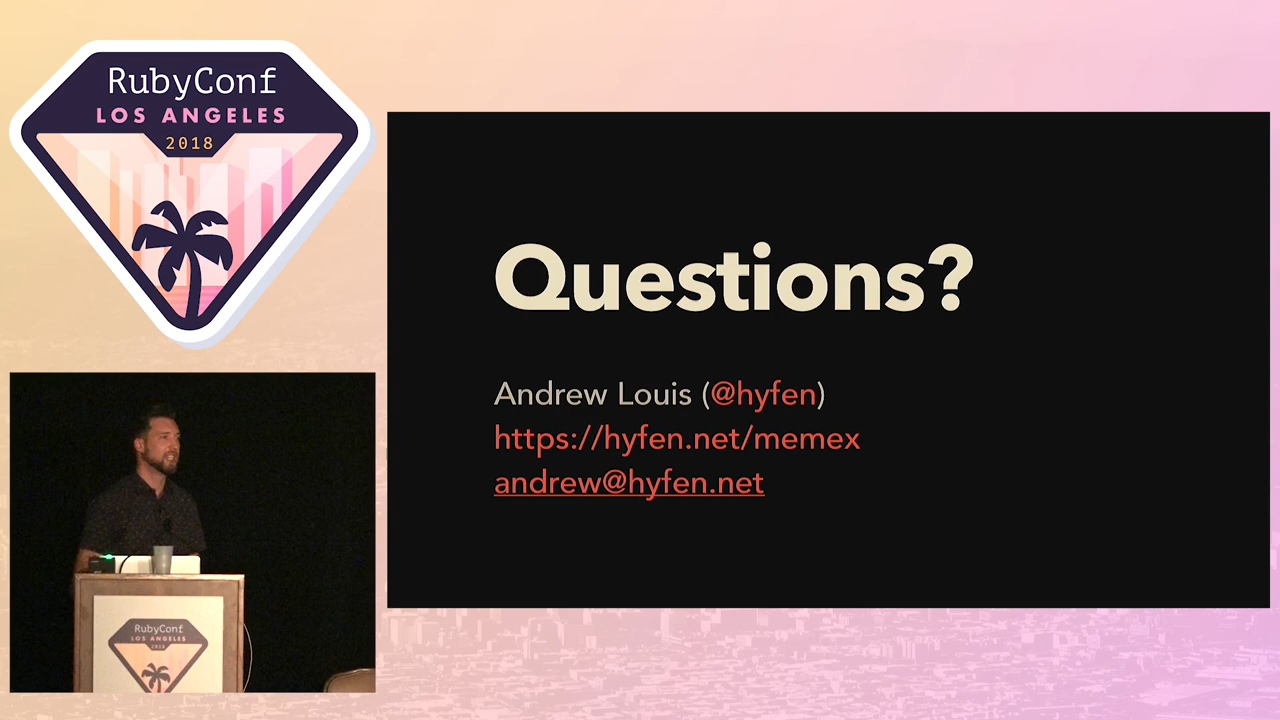 RubyConf
LOS ANGELES
2018
Questions?
Andrew Louis (@hyfen)
https://hyfen.net/memex
andrew@hyfen.net
RubyConf
LOS ANGELES
2018